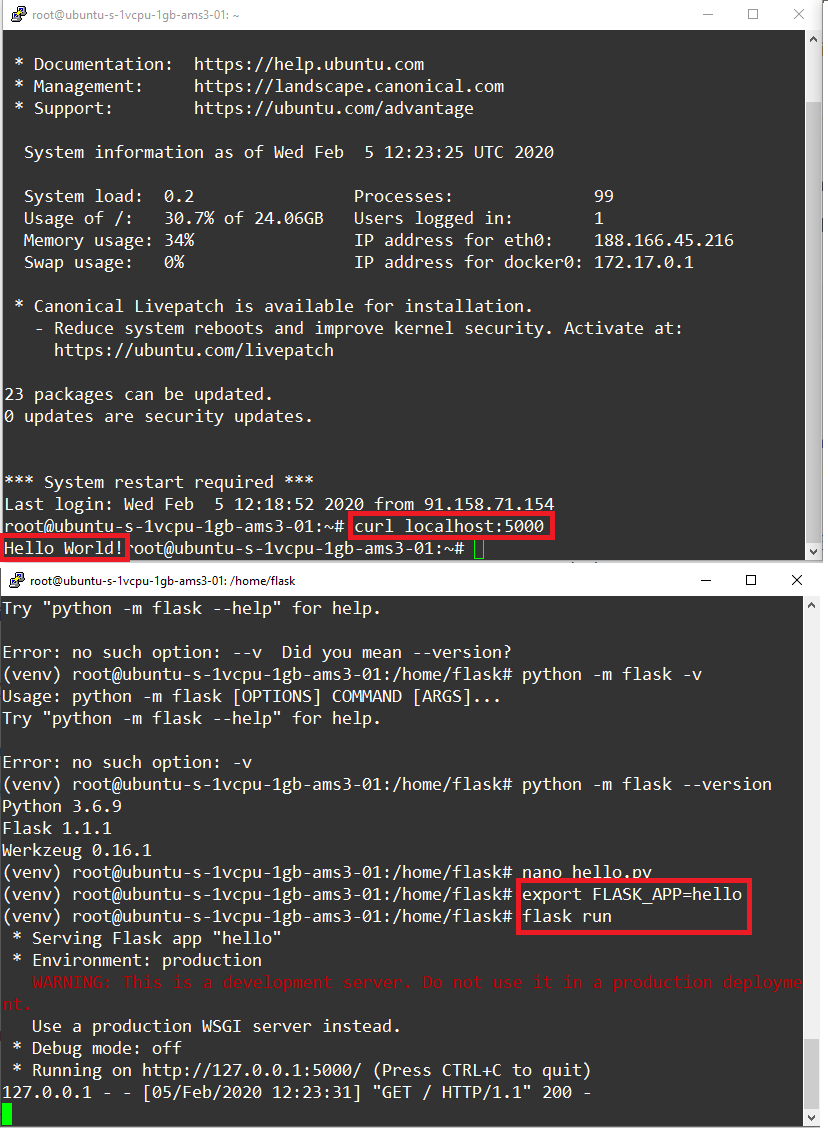 root@ubuntu-s-1vcpu-1gb-ams3-01: ~
* Documentation:  https://help.ubuntu.com
* Management:     https://landscape.canonical.com
* Support:        https://ubuntu.com/advantage
System information as of Wed Feb  5 12:23:25 UTC 2020
System load:  0.2                Processes:              99
Usage of /:   30.7% of 24.06GB   Users logged in:        1
Memory usage: 34%                IP address for eth0:    188.166.45.216
Swap usage:   0%                 IP address for docker0: 172.17.0.1
* Canonical Livepatch is available for installation.
- Reduce system reboots and improve kernel security. Activate at:
https://ubuntu.com/livepatch
23 packages can be updated.
0 updates are security updates.
*** System restart required ***
Last login: Wed Feb  5 12:18:52 2020 from 91.158.71.154
root@ubuntu-s-1vcpu-1gb-ams3-01:~# curl localhost:5000
Hello World!root@ubuntu-s-1vcpu-1gb-ams3-01:~#
root@ubuntu-s-1vcpu-1gb-ams3-01: /home/flask
Try "python -m flask --help" for help.
Error: no such option: --v  Did you mean --version?
(venv) root@ubuntu-s-1vcpu-1gb-ams3-01:/home/flask# python -m flask -v
Usage: python -m flask [OPTIONS] COMMAND [ARGS]...
Try "python -m flask --help" for help.
Error: no such option: -v
(venv) root@ubuntu-s-1vcpu-1gb-ams3-01:/home/flask# python -m flask --version
Python 3.6.9
Flask 1.1.1
Werkzeug 0.16.1
(venv) root@ubuntu-s-1vcpu-1gb-ams3-01:/home/flask# nano hello.py
(venv) root@ubuntu-s-1vcpu-1gb-ams3-01:/home/flask# export FLASK_APP=hello
(venv) root@ubuntu-s-1vcpu-1gb-ams3-01:/home/flask# flask run
* Serving Flask app "hello"
* Environment: production
WARNING: This is a development server. Do not use it in a production deployme
nt.
Use a production WSGI server instead.
* Debug mode: off
* Running on http://127.0.0.1:5000/ (Press CTRL+C to quit)
127.0.0.1 - - [05/Feb/2020 12:23:31] "GET / HTTP/1.1" 200 -